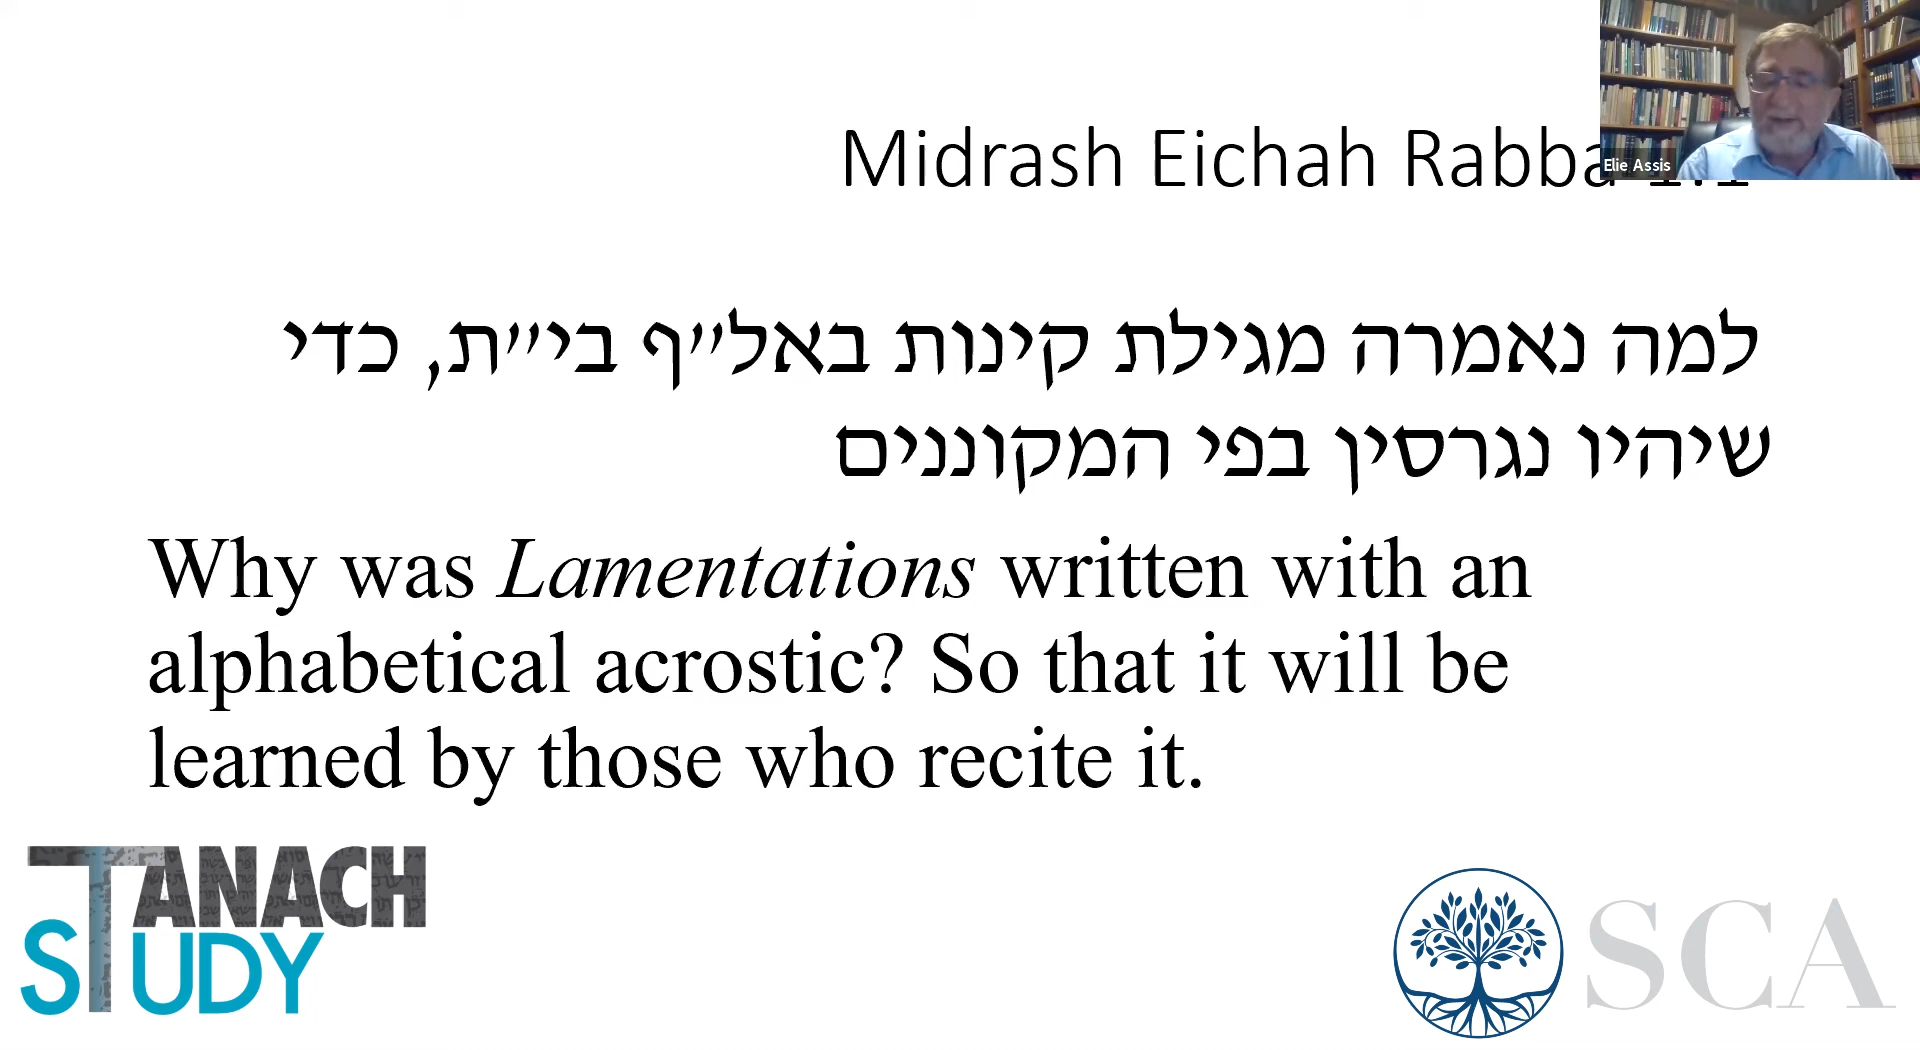 Midrash Eichah Rabba
Elie Assis
למה נאמרה מגילת קינות באל״ף בי״ת, כדי
שיהיו נגרסין בפי המקוננים
Why was Lamentations written with an
alphabetical acrostic? So that it will be
learned by those who recite it.
TANACH
STUDY
SCA